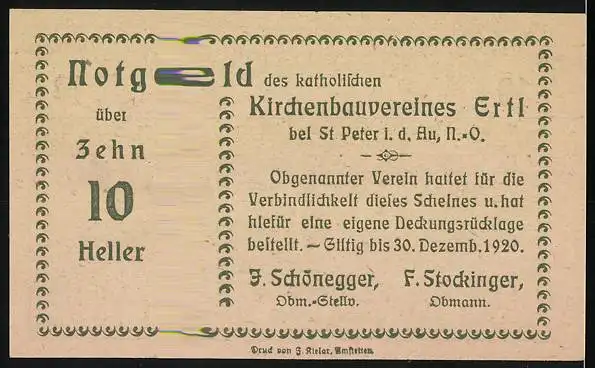 Notgeld des katholischen
Kirchenbauvereines Ertl
bei St Peter i. d. Au, N.-Ö.
über
Zehn
10
Heller
Obgenannter Verein haftet für die
Verbindlichkeit dieses Scheines u. hat
hiefür eine eigene Deckungsrücklage
bestellt. — Giltig bis 30. Dezemb. 1920.
J. Schönegger, F. Stockinger,
Obm.-Stellv. Obmann.
Druck von F. Kielar, Amstetten.